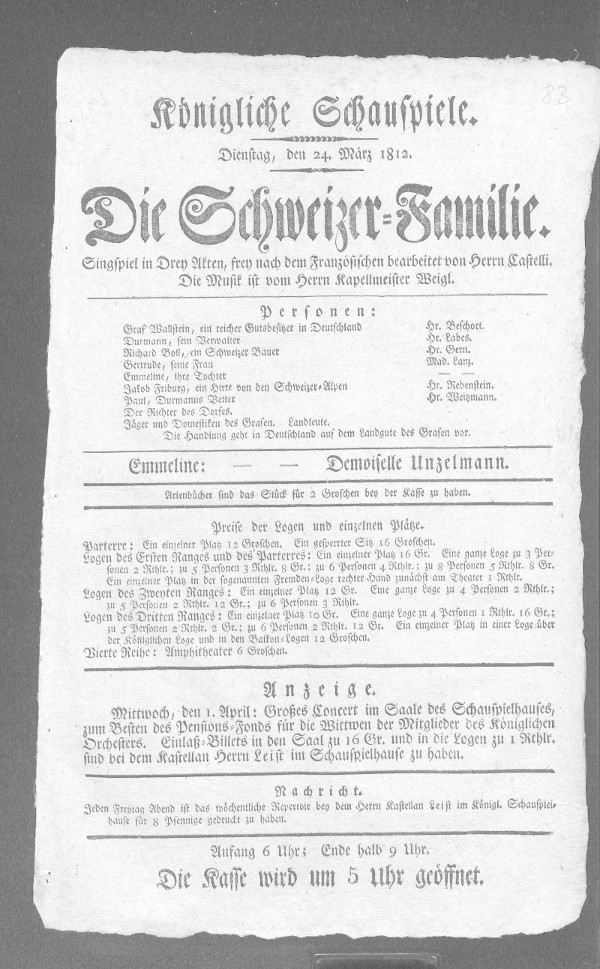 83
Königliche Schauspiele.
Dienstag, den 24. März 1812.
Die Schweizer=Familie.
Singspiel in Drey Akten, frey nach dem Französischen bearbeitet von Herrn Castelli.
Die Musik ist vom Herrn Kapellmeister Weigl.
Personen:
Graf Wallstein, ein reicher Gutsbesitzer in Deutschland Hr. Beschort.
Durmann, sein Verwalter Hr. Labes.
Richard Boll, ein Schweizer Bauer Hr. Gern.
Gertrude, seine Frau Mad. Lanz.
Emmeline, ihre Tochter — —
Jakob Friburg, ein Hirte von den Schweizer=Alpen Hr. Rebenstein.
Paul, Durmanns Vetter Hr. Weitzmann.
Der Richter des Dorfes.
Jäger und Domestiken des Grafen. Landleute.
Die Handlung geht in Deutschland auf dem Landgute des Grafen vor.
Emmeline: — — Demoiselle Unzelmann.
Arienbücher sind das Stück für 2 Groschen bey der Kasse zu haben.
Preise der Logen und einzelnen Plätze.
Parterre: Ein einzelner Platz 12 Groschen. Ein gesperrter Sitz 16 Groschen.
Logen des Ersten Ranges und des Parterres: Ein einzelner Platz 16 Gr. Eine ganze Loge zu 3 Per=
sonen 2 Rthlr.; zu 5 Personen 3 Rthlr. 8 Gr.; zu 6 Personen 4 Rthlr.; zu 8 Personen 5 Rthlr. 8 Gr.
Ein einzelner Platz in der sogenannten Fremden=Loge rechter Hand zunächst am Theater 1 Rthlr.
Logen des Zweyten Ranges: Ein einzelner Platz 12 Gr. Eine ganze Loge zu 4 Personen 2 Rthlr.;
zu 5 Personen 2 Rthlr. 12 Gr.; zu 6 Personen 3 Rthlr.
Logen des Dritten Ranges: Ein einzelner Platz 10 Gr. Eine ganze Loge zu 4 Personen 1 Rthlr. 16 Gr.;
zu 5 Personen 2 Rthlr. 2 Gr.; zu 6 Personen 2 Rthlr. 12 Gr. Ein einzelner Platz in einer Loge über
der Königlichen Loge und in den Balkon=Logen 12 Groschen.
Vierte Reihe: Amphitheater 6 Groschen.
Anzeige.
Mittwoch, den 1. April: Großes Concert im Saale des Schauspielhauses,
zum Besten des Pensions=Fonds für die Wittwen der Mitglieder des Königlichen
Orchesters. Einlaß=Billets in den Saal zu 16 Gr. und in die Logen zu 1 Rthlr.
sind bei dem Kastellan Herrn Leist im Schauspielhause zu haben.
Nachricht.
Jeden Freytag Abend ist das wöchentliche Repertoir bey dem Herrn Kastellan Leist im Königl. Schauspiel=
hause für 8 Pfennige gedruckt zu haben.
Anfang 6 Uhr; Ende halb 9 Uhr.
Die Kasse wird um 5 Uhr geöffnet.